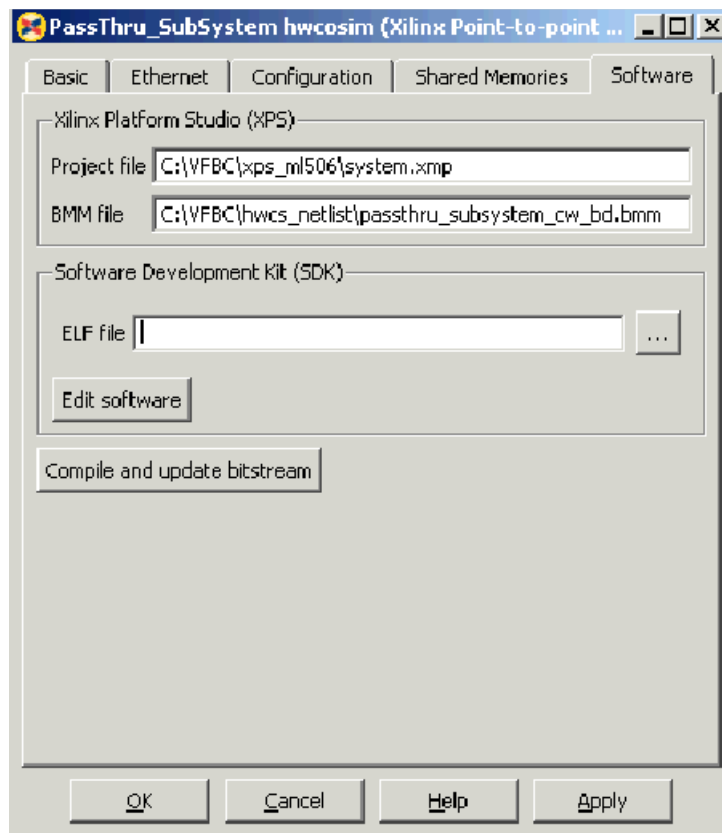 PassThru_SubSystem hwcosim (Xilinx Point-to-point ...
Basic Ethernet Configuration Shared Memories Software
Xilinx Platform Studio (XPS)
Project file C:\VFBC\xps_ml506\system.xmp
BMM file C:\VFBC\hwcs_netlist\passthru_subsystem_cw_bd.bmm
Software Development Kit (SDK)
ELF file ...
Edit software
Compile and update bitstream
OK Cancel Help Apply